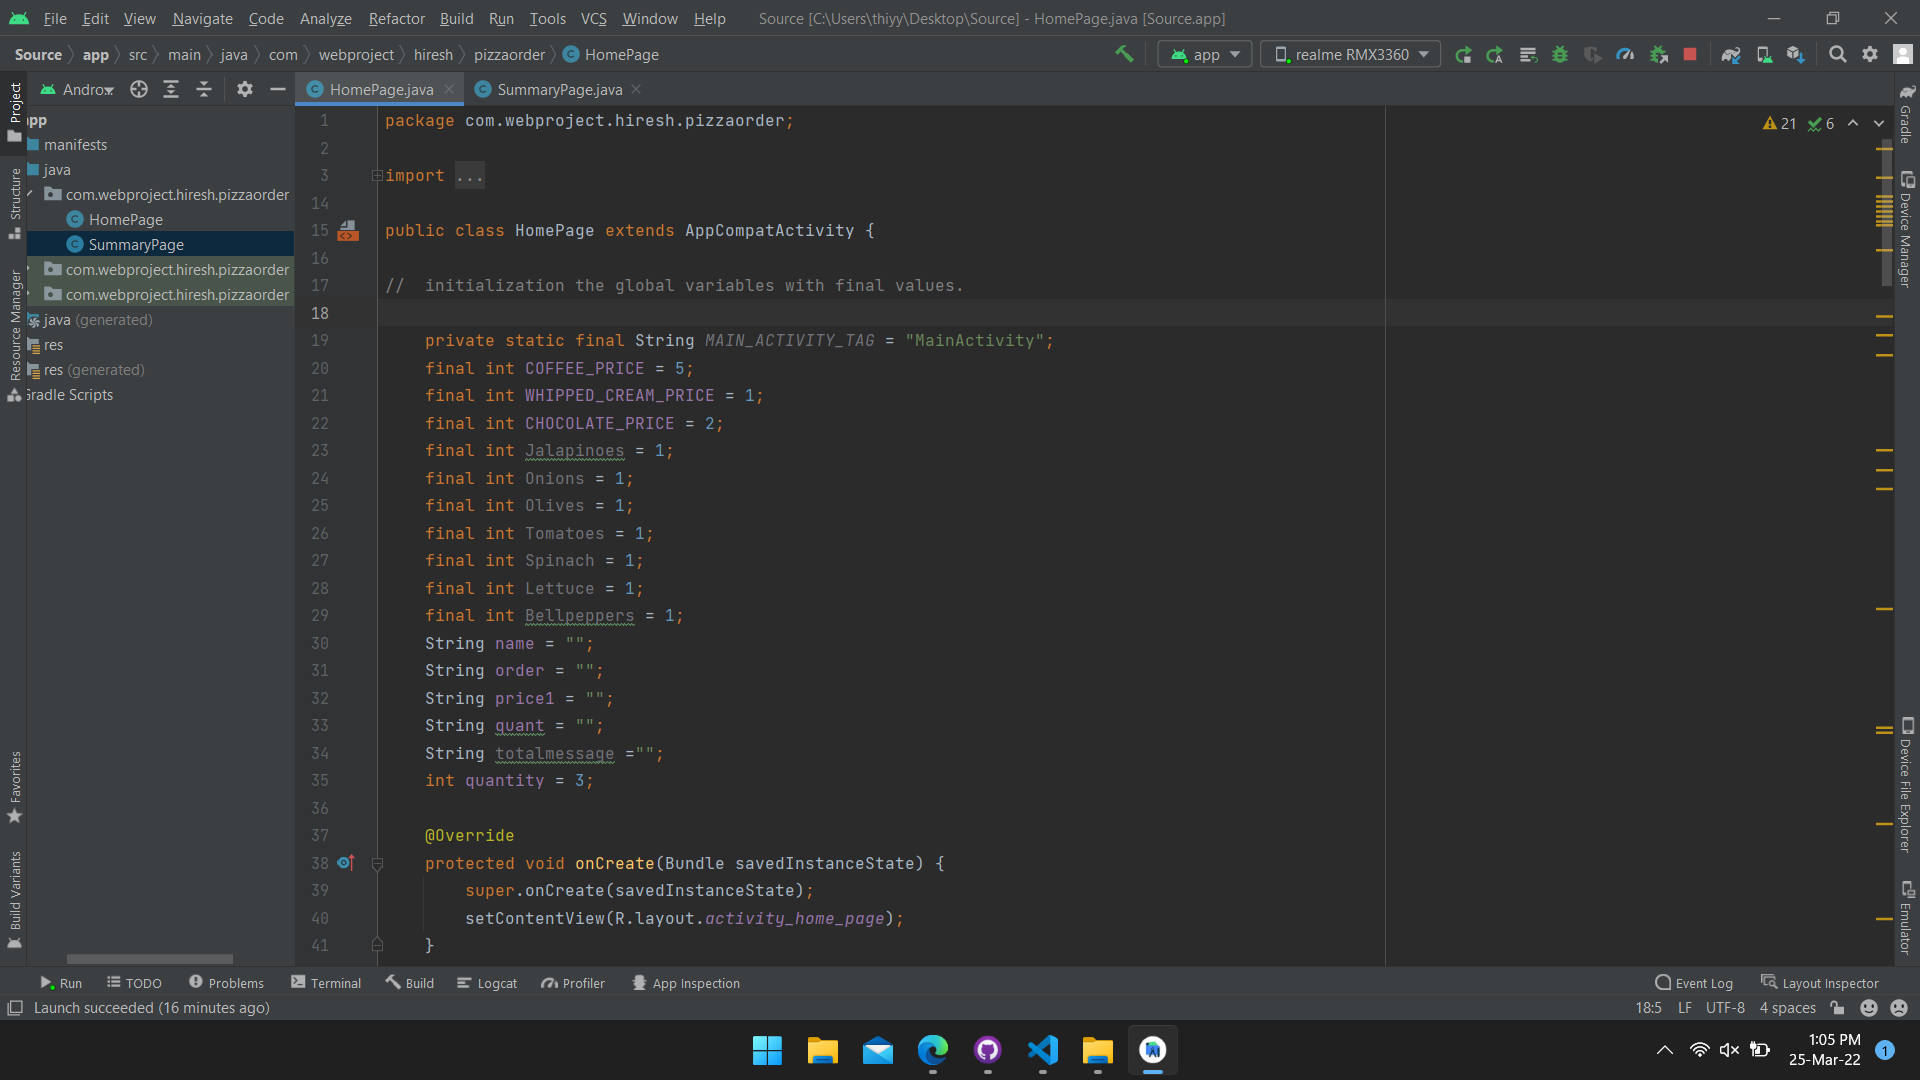 File Edit View Navigate Code Analyze Refactor Build Run Tools VCS Window Help Source [C:\Users\thiyy\Desktop\Source] - HomePage.java [Source.app]
Source app src main java com webproject hiresh pizzaorder HomePage app realme RMX3360
Andro HomePage.java SummaryPage.java
Project
Structure
Resource Manager
Favorites
Build Variants
app
manifests
java
com.webproject.hiresh.pizzaorder
HomePage
SummaryPage
com.webproject.hiresh.pizzaorder
com.webproject.hiresh.pizzaorder
java (generated)
res
res (generated)
Gradle Scripts
21 6
1 package com.webproject.hiresh.pizzaorder;
2
3 import ...
14
15 public class HomePage extends AppCompatActivity {
16
17 //  initialization the global variables with final values.
18
19 private static final String MAIN_ACTIVITY_TAG = "MainActivity";
20 final int COFFEE_PRICE = 5;
21 final int WHIPPED_CREAM_PRICE = 1;
22 final int CHOCOLATE_PRICE = 2;
23 final int Jalapinoes = 1;
24 final int Onions = 1;
25 final int Olives = 1;
26 final int Tomatoes = 1;
27 final int Spinach = 1;
28 final int Lettuce = 1;
29 final int Bellpeppers = 1;
30 String name = "";
31 String order = "";
32 String price1 = "";
33 String quant = "";
34 String totalmessage ="";
35 int quantity = 3;
36
37 @Override
38 protected void onCreate(Bundle savedInstanceState) {
39 super.onCreate(savedInstanceState);
40 setContentView(R.layout.activity_home_page);
41 }
Gradle
Device Manager
Device File Explorer
Emulator
Run TODO Problems Terminal Build Logcat Profiler App Inspection Event Log Layout Inspector
Launch succeeded (16 minutes ago) 18:5 LF UTF-8 4 spaces
1:05 PM
25-Mar-22 1